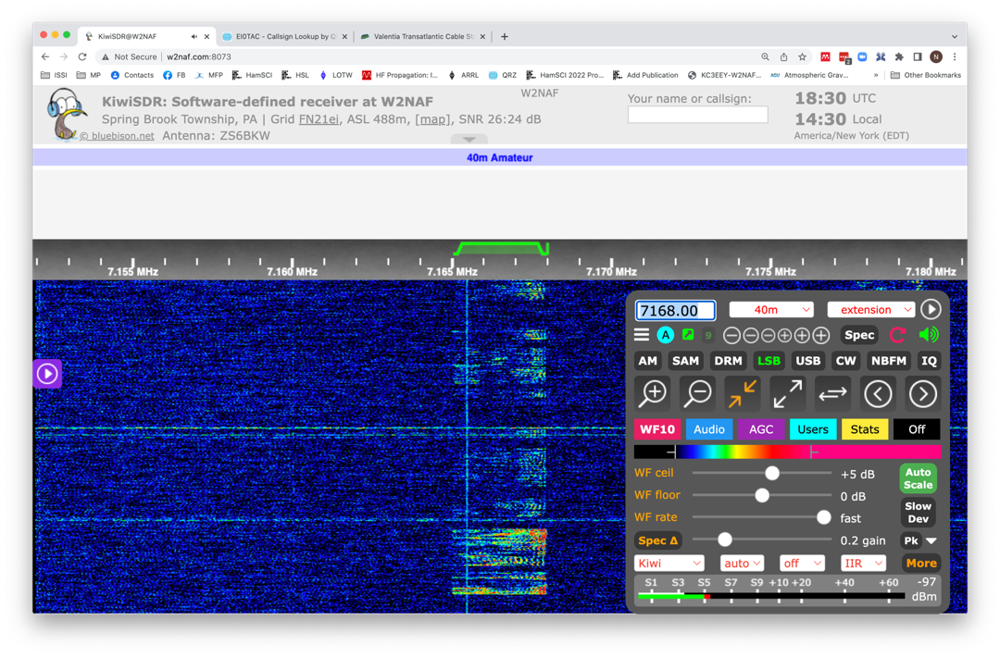 KiwiSDR@W2NAF
EI0TAC - Callsign Lookup by Q
Valentia Transatlantic Cable St
Not Secure | w2naf.com:8073
N
ISSI
MP
Contacts
FB
MFP
HamSCI
HSL
LOTW
HF Propagation: I...
ARRL
QRZ
HamSCI 2022 Pro...
Add Publication
KC3EEY-W2NAF...
Atmospheric Grav...
»
Other Bookmarks
KiwiSDR: Software-defined receiver at W2NAF
W2NAF
Your name or callsign:
18:30 UTC
Spring Brook Township, PA | Grid FN21ei, ASL 488m, [map], SNR 26:24 dB
14:30 Local
© bluebison.net Antenna: ZS6BKW
America/New York (EDT)
40m Amateur
7.155 MHz
7.160 MHz
7.165 MHz
7.170 MHz
7.175 MHz
7.180 MHz
7168.00
40m
extension
A
9
Spec
AM
SAM
DRM
LSB
USB
CW
NBFM
IQ
WF10
Audio
AGC
Users
Stats
Off
WF ceil
+5 dB
Auto
Scale
WF floor
0 dB
WF rate
fast
Slow
Dev
Spec Δ
0.2 gain
Pk
Kiwi
auto
off
IIR
More
S1 S3 S5 S7 S9 +10 +20 +40 +60 -97
dBm